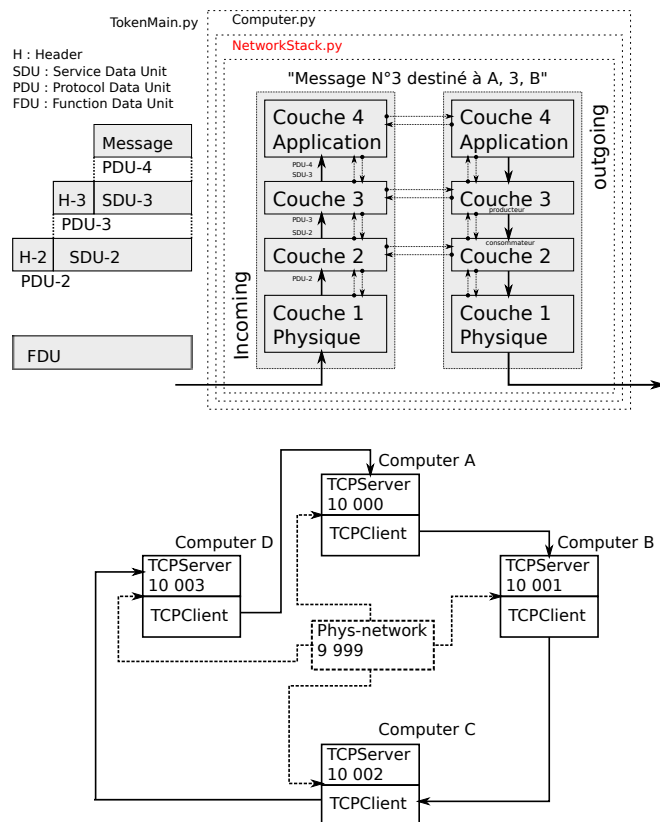 TokenMain.py
Computer.py
NetworkStack.py
H : Header
SDU : Service Data Unit
PDU : Protocol Data Unit
FDU : Function Data Unit
Message
PDU-4
H-3
SDU-3
PDU-3
H-2
SDU-2
PDU-2
FDU
"Message N°3 destiné à A, 3, B"
Incoming
Couche 4
Application
PDU-4
SDU-3
Couche 3
PDU-3
SDU-2
Couche 2
PDU-2
Couche 1
Physique
outgoing
Couche 4
Application
Couche 3
producteur
consommateur
Couche 2
Couche 1
Physique
Computer A
TCPServer
10 000
TCPClient
Computer D
TCPServer
10 003
TCPClient
Computer B
TCPServer
10 001
TCPClient
Phys-network
9 999
Computer C
TCPServer
10 002
TCPClient